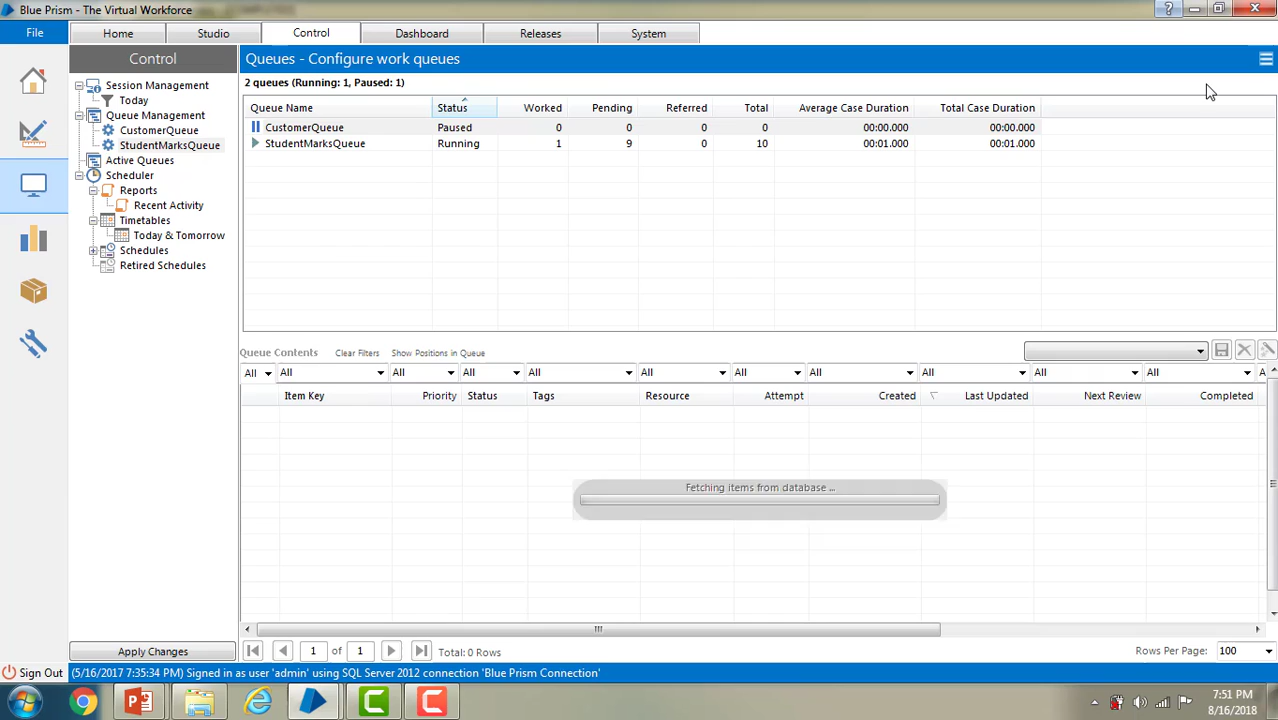 Blue Prism - The Virtual Workforce
File
Home
Studio
Control
Dashboard
Releases
System
Control
Queues - Configure work queues
Session Management
Today
Queue Management
CustomerQueue
StudentMarksQueue
Active Queues
Scheduler
Reports
Recent Activity
Timetables
Today & Tomorrow
Schedules
Retired Schedules
Apply Changes
2 queues (Running: 1, Paused: 1)
Queue Name Status Worked Pending Referred Total Average Case Duration Total Case Duration
CustomerQueue Paused 0 0 0 0 00:00.000 00:00.000
StudentMarksQueue Running 1 9 0 10 00:01.000 00:01.000
Queue Contents Clear Filters Show Positions in Queue
All All All All All All All All All All All A
Item Key Priority Status Tags Resource Attempt Created Last Updated Next Review Completed
Fetching items from database ...
1 of 1 Total: 0 Rows Rows Per Page: 100
Sign Out (5/16/2017 7:35:34 PM) Signed in as user 'admin' using SQL Server 2012 connection 'Blue Prism Connection'
7:51 PM
8/16/2018